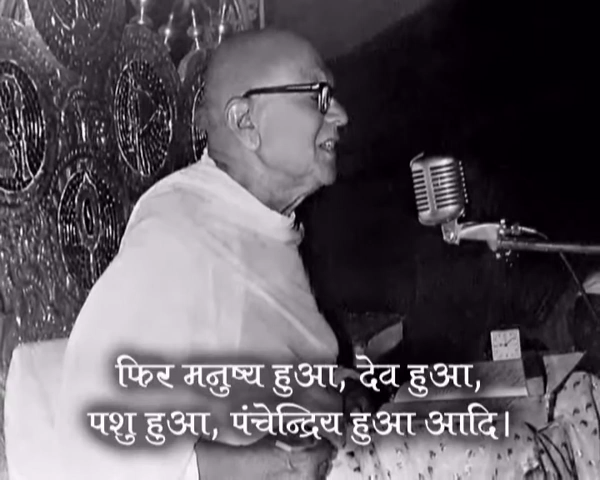 फिर मनुष्य हुआ, देव हुआ,
पशु हुआ, पंचेन्द्रिय हुआ आदि।